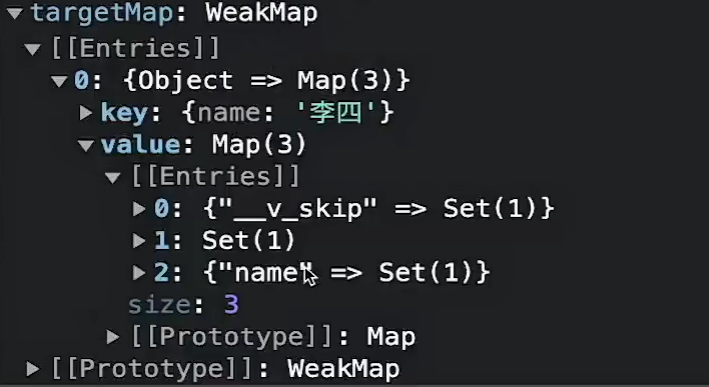 targetMap: WeakMap
[[Entries]]
0: {Object => Map(3)}
key: {name: '李四'}
value: Map(3)
[[Entries]]
0: {"__v_skip" => Set(1)}
1: Set(1)
2: {"name" => Set(1)}
size: 3
[[Prototype]]: Map
[[Prototype]]: WeakMap